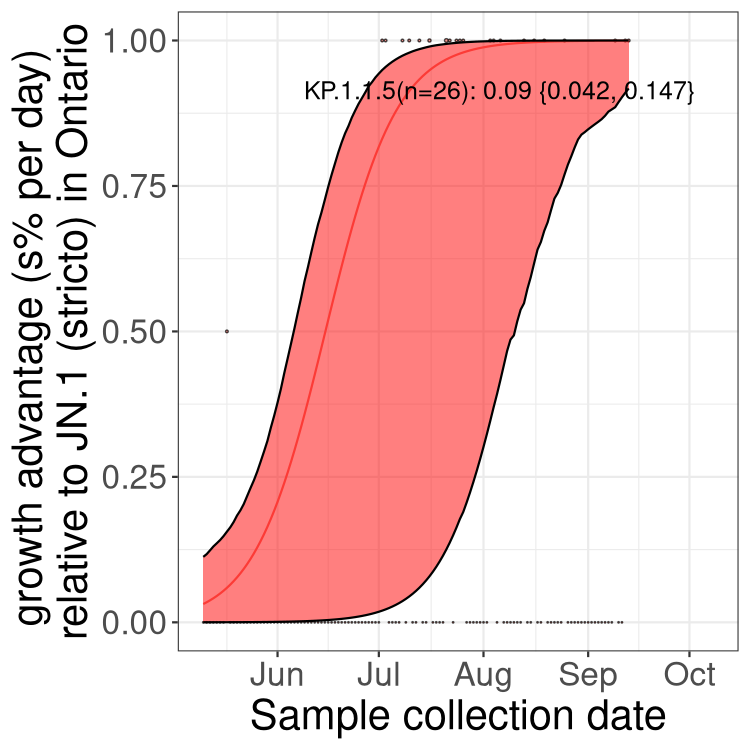 growth advantage (s% per day)
relative to JN.1 (stricto) in Ontario
1.00
0.75
0.50
0.25
0.00
KP.1.1.5(n=26): 0.09 {0.042, 0.147}
Jun Jul Aug Sep Oct
Sample collection date